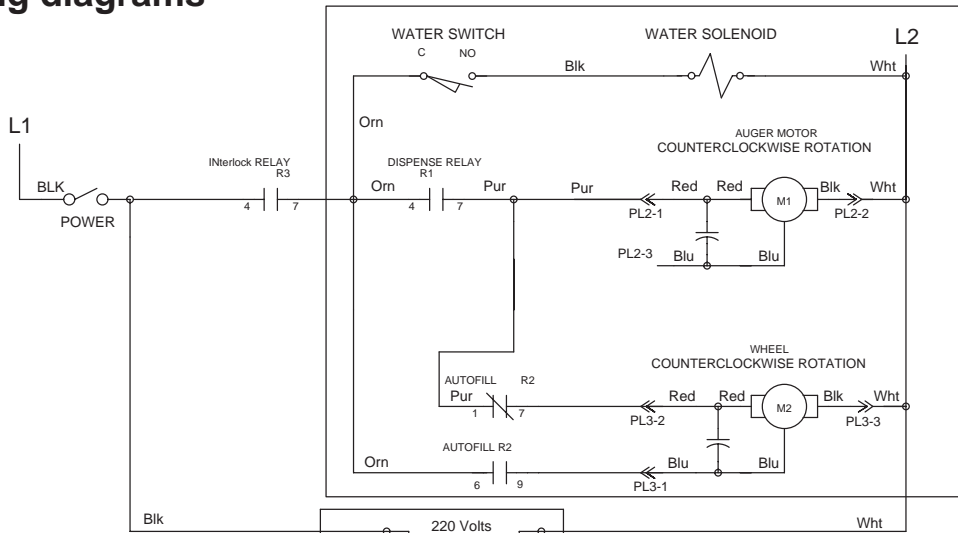 ng diagrams
WATER SWITCH
WATER SOLENOID
L2
C NO
Blk
Wht
Orn
L1
INterlock RELAY
R3
DISPENSE RELAY
R1
AUGER MOTOR
COUNTERCLOCKWISE ROTATION
BLK
POWER
4 7
Orn
4 7
Pur
Pur
Red Red
M1
Blk Wht
PL2-1
PL2-2
PL2-3
Blu
Blu
WHEEL
COUNTERCLOCKWISE ROTATION
AUTOFILL R2
Pur
1 7
Red Red
M2
Blk Wht
PL3-2
PL3-3
AUTOFILL R2
Orn
6 9
Blu
Blu
PL3-1
Blk
220 Volts
Wht